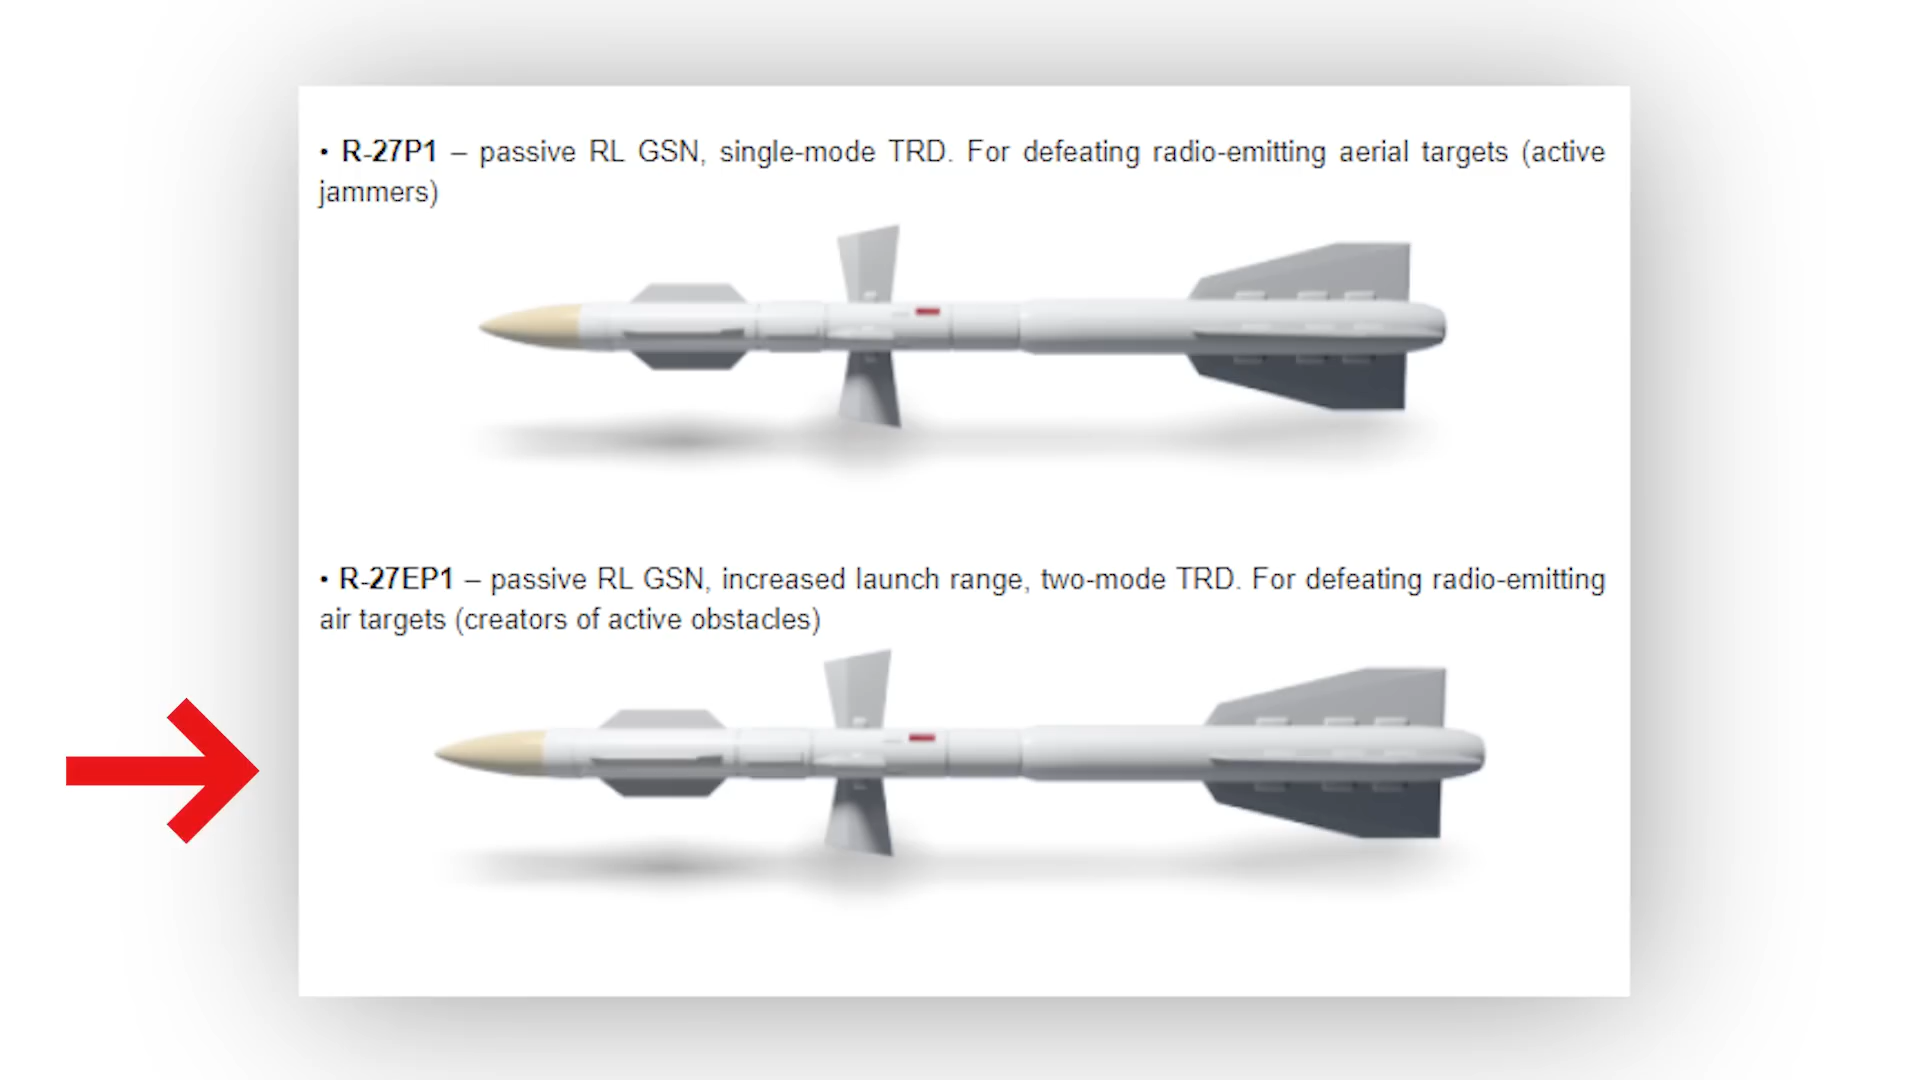 • R-27P1 – passive RL GSN, single-mode TRD. For defeating radio-emitting aerial targets (active
jammers)
• R-27EP1 – passive RL GSN, increased launch range, two-mode TRD. For defeating radio-emitting
air targets (creators of active obstacles)